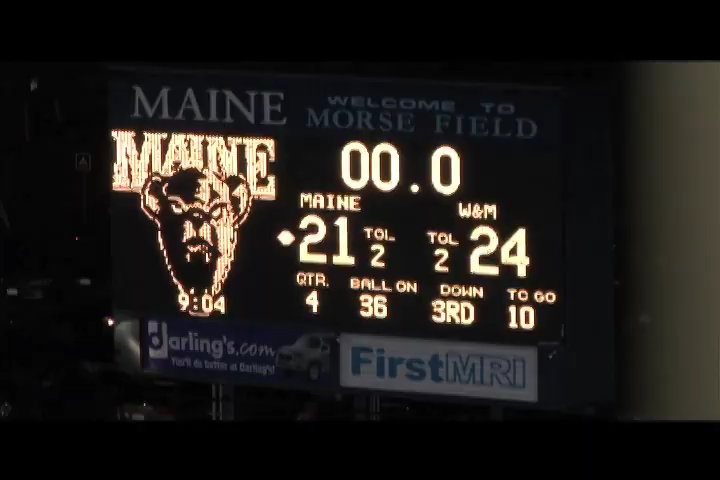 MAINE
WELCOME TO
MORSE FIELD
MAINE
00.0
MAINE W&M
21 TOL 2 TOL 2 24
QTR. BALL ON DOWN TO GO
4 36 3RD 10
9:04
darling's.com
You'll do better at Darling's!
FirstMRI